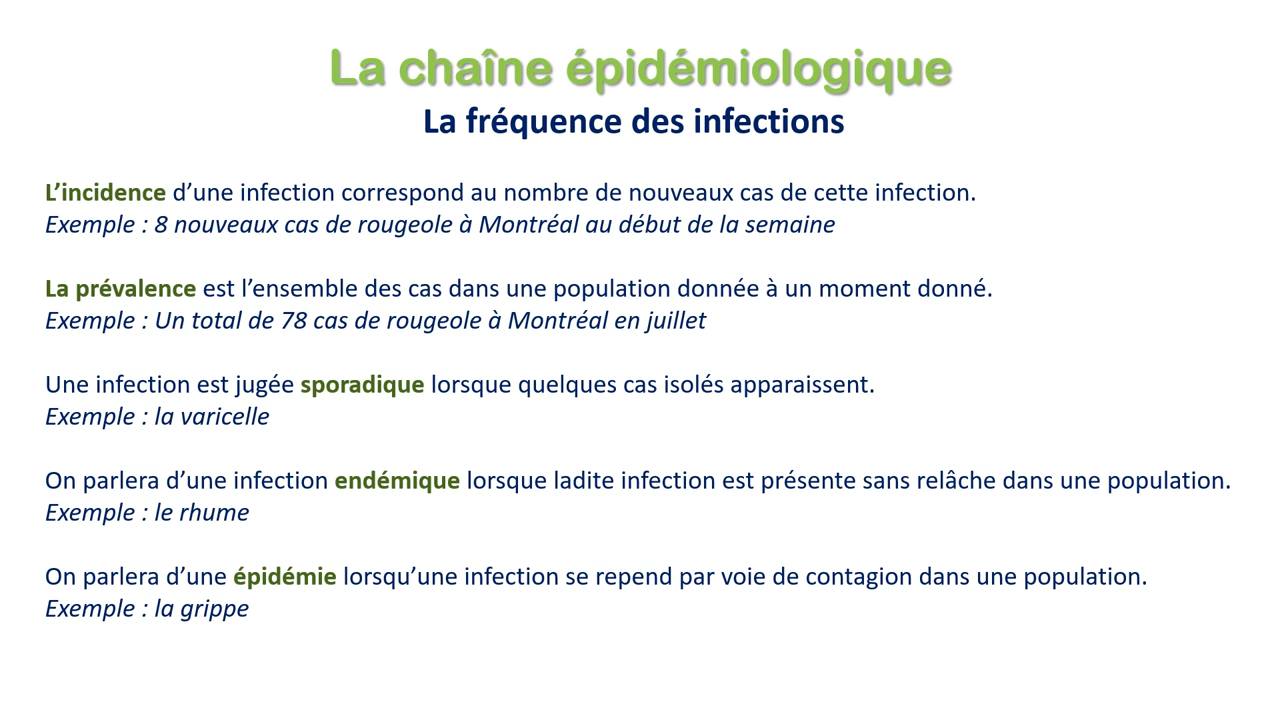 La chaîne épidémiologique
La fréquence des infections
L’incidence d’une infection correspond au nombre de nouveaux cas de cette infection.
Exemple : 8 nouveaux cas de rougeole à Montréal au début de la semaine
La prévalence est l’ensemble des cas dans une population donnée à un moment donné.
Exemple : Un total de 78 cas de rougeole à Montréal en juillet
Une infection est jugée sporadique lorsque quelques cas isolés apparaissent.
Exemple : la varicelle
On parlera d’une infection endémique lorsque ladite infection est présente sans relâche dans une population.
Exemple : le rhume
On parlera d’une épidémie lorsqu’une infection se repend par voie de contagion dans une population.
Exemple : la grippe